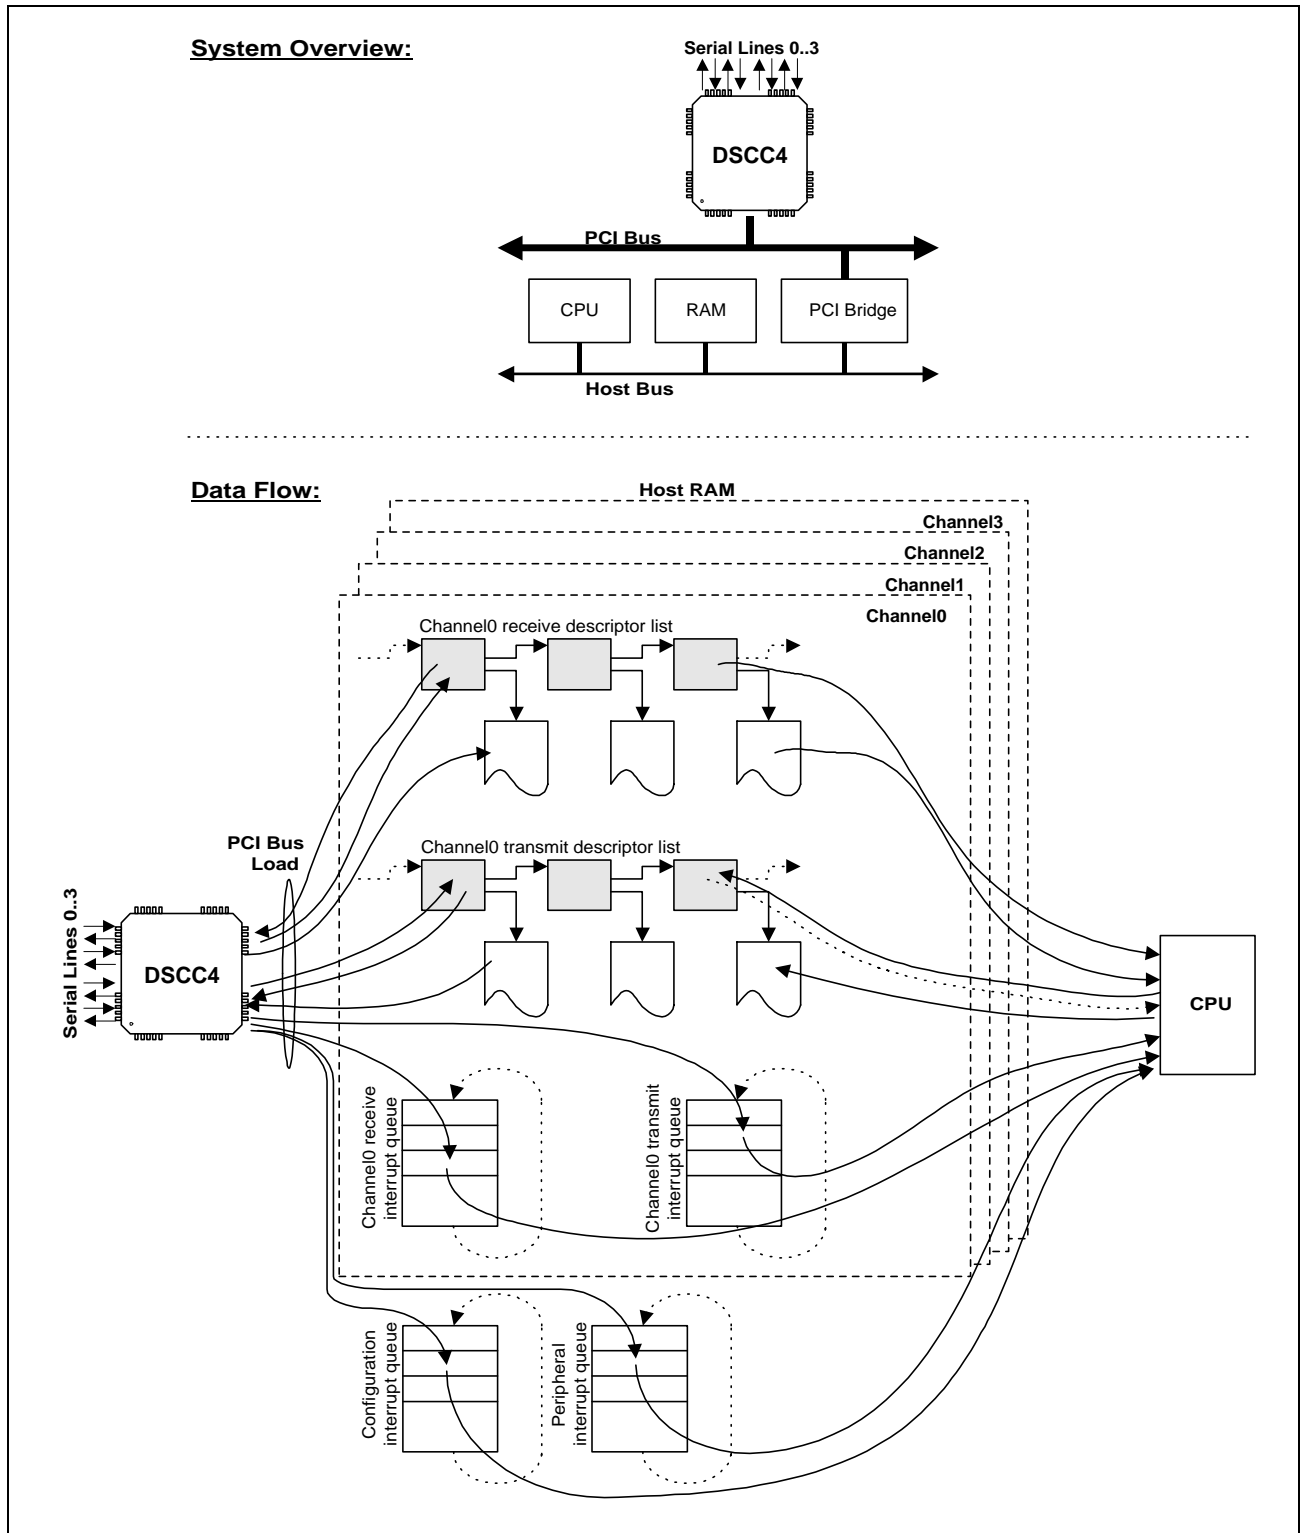 System Overview:
Serial Lines 0..3
DSCC4
PCI Bus
CPU
RAM
PCI Bridge
Host Bus
Data Flow:
Host RAM
Channel3
Channel2
Channel1
Channel0
Channel0 receive descriptor list
PCI Bus
Load
Channel0 transmit descriptor list
Serial Lines 0..3
DSCC4
CPU
Channel0 receive
interrupt queue
Channel0 transmit
interrupt queue
Configuration
interrupt queue
Peripheral
interrupt queue